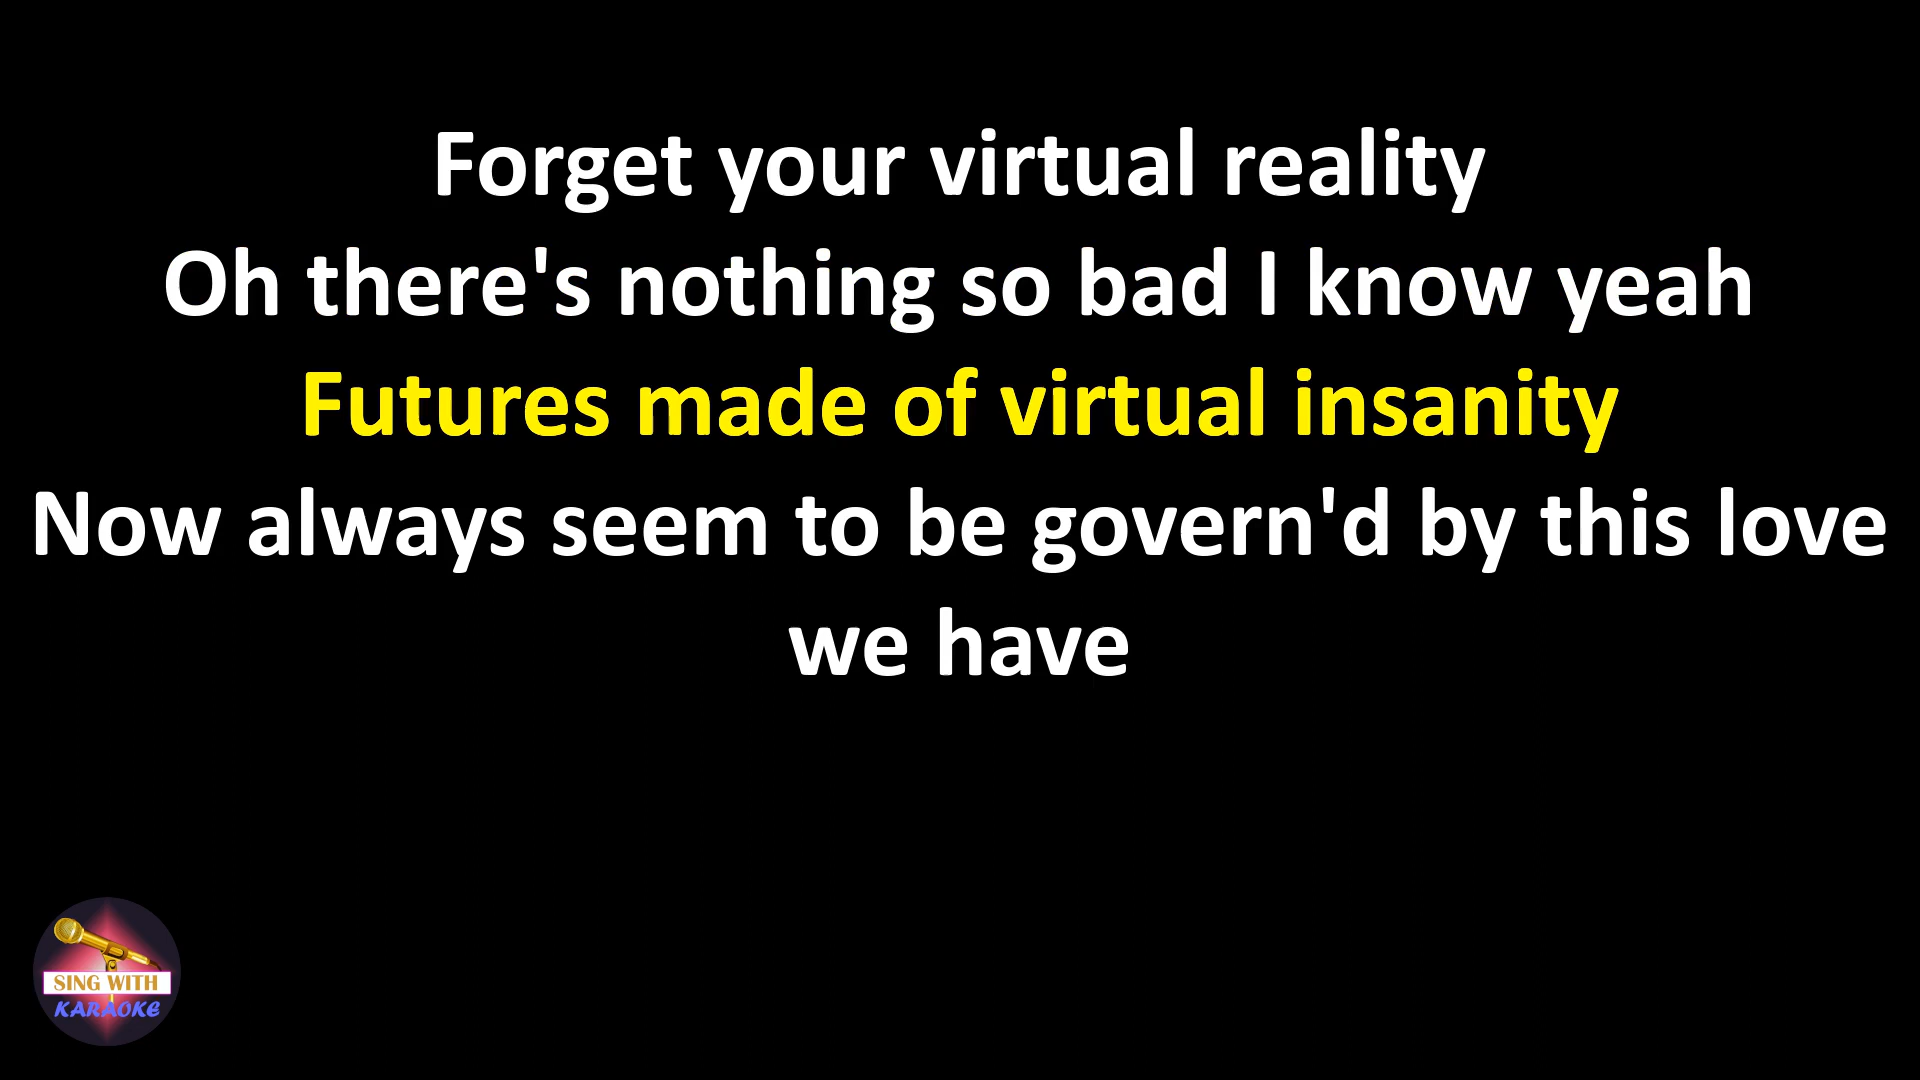 Forget your virtual reality
Oh there's nothing so bad I know yeah
Futures made of virtual insanity
Now always seem to be govern'd by this love
we have
SING WITH
KARAOKE